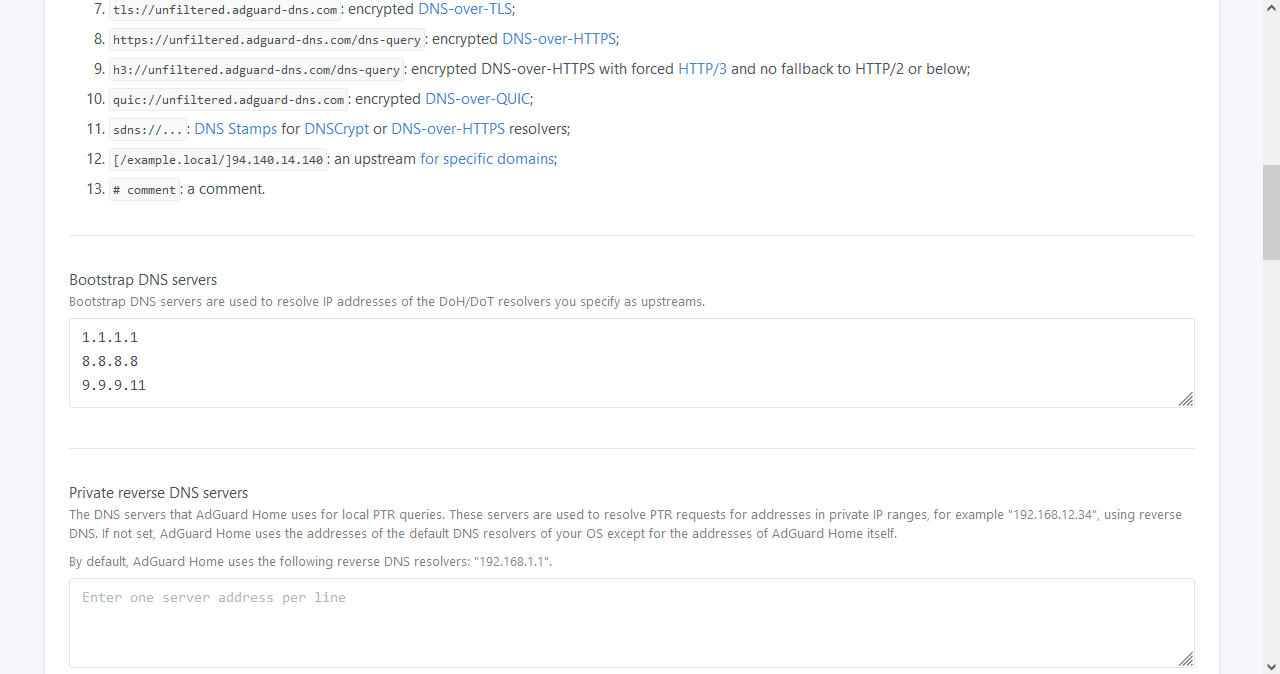 7. tls://unfiltered.adguard-dns.com: encrypted DNS-over-TLS;
8. https://unfiltered.adguard-dns.com/dns-query: encrypted DNS-over-HTTPS;
9. h3://unfiltered.adguard-dns.com/dns-query: encrypted DNS-over-HTTPS with forced HTTP/3 and no fallback to HTTP/2 or below;
10. quic://unfiltered.adguard-dns.com: encrypted DNS-over-QUIC;
11. sdns://...: DNS Stamps for DNSCrypt or DNS-over-HTTPS resolvers;
12. [/example.local/]94.140.14.140: an upstream for specific domains;
13. # comment: a comment.
Bootstrap DNS servers
Bootstrap DNS servers are used to resolve IP addresses of the DoH/DoT resolvers you specify as upstreams.
1.1.1.1
8.8.8.8
9.9.9.11
Private reverse DNS servers
The DNS servers that AdGuard Home uses for local PTR queries. These servers are used to resolve PTR requests for addresses in private IP ranges, for example "192.168.12.34", using reverse
DNS. If not set, AdGuard Home uses the addresses of the default DNS resolvers of your OS except for the addresses of AdGuard Home itself.
By default, AdGuard Home uses the following reverse DNS resolvers: "192.168.1.1".
Enter one server address per line